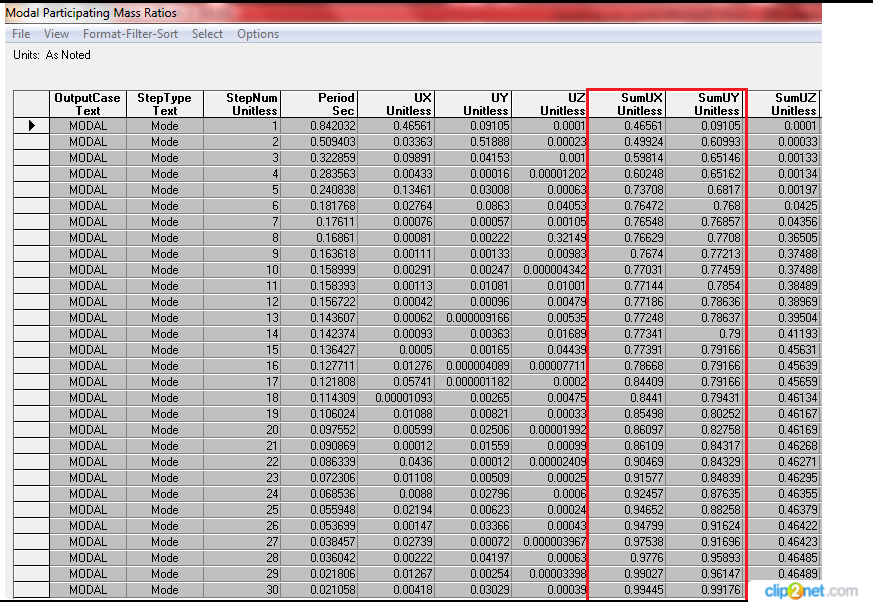 Modal Participating Mass Ratios
File View Format-Filter-Sort Select Options
Units: As Noted
OutputCase StepType StepNum Period UX UY UZ SumUX SumUY SumUZ
Text Text Unitless Sec Unitless Unitless Unitless Unitless Unitless Unitless
MODAL Mode 1 0.842032 0.46561 0.09105 0.0001 0.46561 0.09105 0.0001
MODAL Mode 2 0.509403 0.03363 0.51888 0.00023 0.49924 0.60993 0.00033
MODAL Mode 3 0.322859 0.09891 0.04153 0.001 0.59814 0.65146 0.00133
MODAL Mode 4 0.283563 0.00433 0.00016 0.00001202 0.60248 0.65162 0.00134
MODAL Mode 5 0.240838 0.13461 0.03008 0.00063 0.73708 0.6817 0.00197
MODAL Mode 6 0.181768 0.02764 0.0863 0.04053 0.76472 0.768 0.0425
MODAL Mode 7 0.17611 0.00076 0.00057 0.00105 0.76548 0.76857 0.04356
MODAL Mode 8 0.16861 0.00081 0.00222 0.32149 0.76629 0.7708 0.36505
MODAL Mode 9 0.163618 0.00111 0.00133 0.00983 0.7674 0.77213 0.37488
MODAL Mode 10 0.158999 0.00291 0.00247 0.000004342 0.77031 0.77459 0.37488
MODAL Mode 11 0.158393 0.00113 0.01081 0.01001 0.77144 0.7854 0.38489
MODAL Mode 12 0.156722 0.00042 0.00096 0.00479 0.77186 0.78636 0.38969
MODAL Mode 13 0.143607 0.00062 0.000009166 0.00535 0.77248 0.78637 0.39504
MODAL Mode 14 0.142374 0.00093 0.00363 0.01689 0.77341 0.79 0.41193
MODAL Mode 15 0.136427 0.0005 0.00165 0.04439 0.77391 0.79166 0.45631
MODAL Mode 16 0.127711 0.01276 0.000004089 0.00007711 0.78668 0.79166 0.45639
MODAL Mode 17 0.121808 0.05741 0.000001182 0.0002 0.84409 0.79166 0.45659
MODAL Mode 18 0.114309 0.00001093 0.00265 0.00475 0.8441 0.79431 0.46134
MODAL Mode 19 0.106024 0.01088 0.00821 0.00033 0.85498 0.80252 0.46167
MODAL Mode 20 0.097552 0.00599 0.02506 0.00001992 0.86097 0.82758 0.46169
MODAL Mode 21 0.090869 0.00012 0.01559 0.00099 0.86109 0.84317 0.46268
MODAL Mode 22 0.086339 0.0436 0.00012 0.00002409 0.90469 0.84329 0.46271
MODAL Mode 23 0.072306 0.01108 0.00509 0.00025 0.91577 0.84839 0.46295
MODAL Mode 24 0.068536 0.0088 0.02796 0.0006 0.92457 0.87635 0.46355
MODAL Mode 25 0.055948 0.02194 0.00623 0.00024 0.94652 0.88258 0.46379
MODAL Mode 26 0.053699 0.00147 0.03366 0.00043 0.94799 0.91624 0.46422
MODAL Mode 27 0.038457 0.02739 0.00072 0.000003967 0.97538 0.91696 0.46423
MODAL Mode 28 0.036042 0.00222 0.04197 0.00063 0.9776 0.95893 0.46485
MODAL Mode 29 0.021806 0.01267 0.00254 0.00003398 0.99027 0.96147 0.46489
MODAL Mode 30 0.021058 0.00418 0.03029 0.00039 0.99445 0.99176
clip2net.com